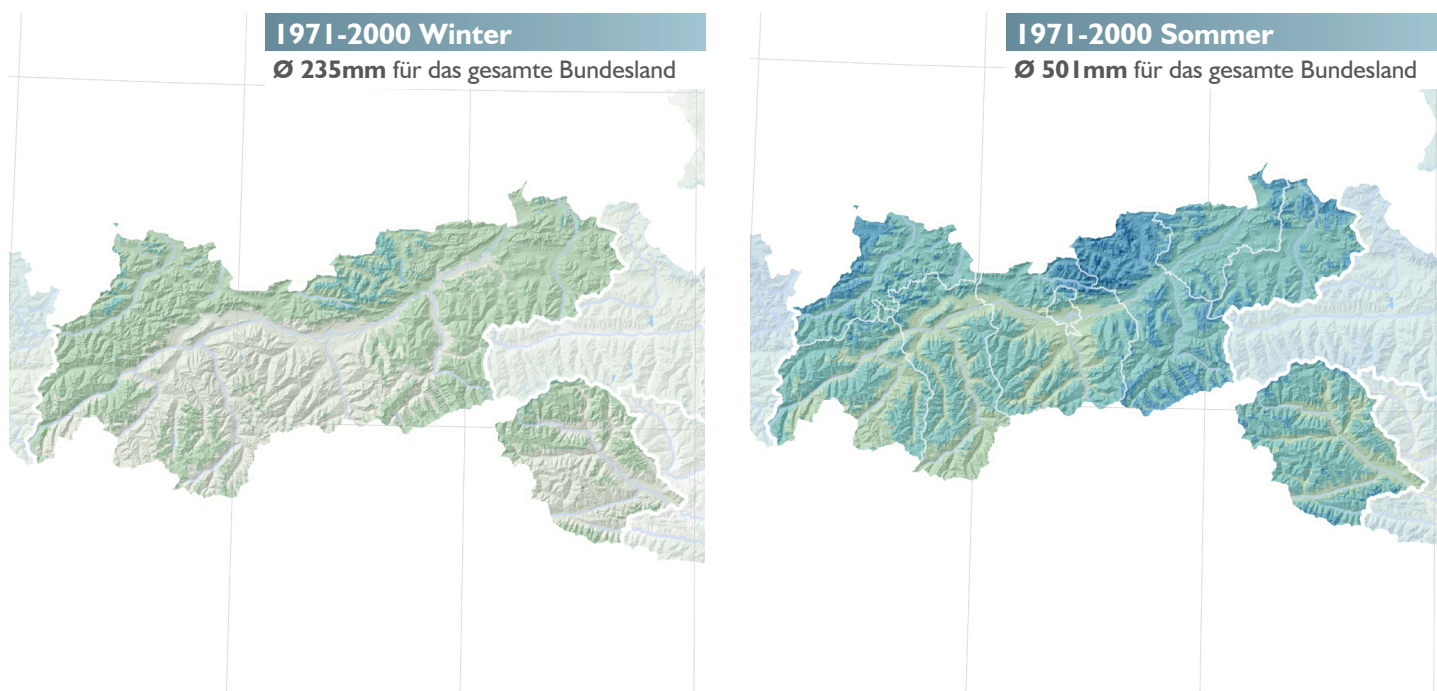 1971-2000 Winter
Ø 235mm für das gesamte Bundesland
1971-2000 Sommer
Ø 501mm für das gesamte Bundesland